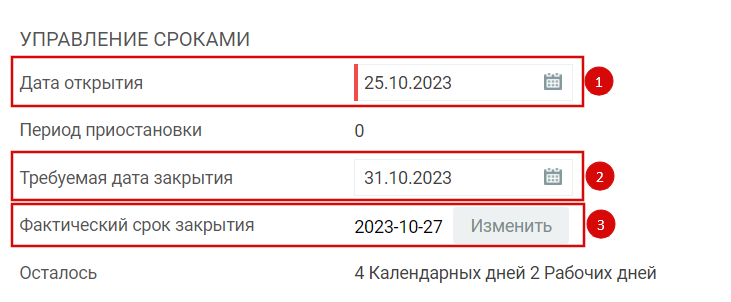 УПРАВЛЕНИЕ СРОКАМИ
Дата открытия 25.10.2023 1
Период приостановки 0
Требуемая дата закрытия 31.10.2023 2
Фактический срок закрытия 2023-10-27 Изменить 3
Осталось 4 Календарных дней 2 Рабочих дней